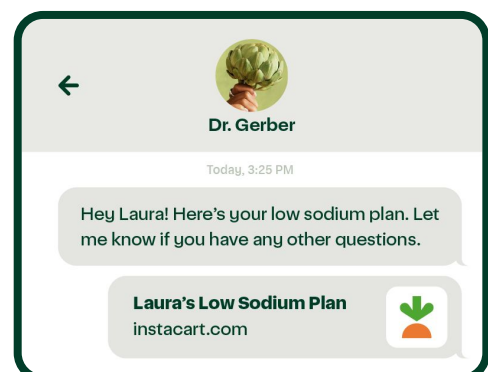 Dr. Gerber
Today, 3:25 PM
Hey Laura! Here’s your low sodium plan. Let
me know if you have any other questions.
Laura’s Low Sodium Plan
instacart.com